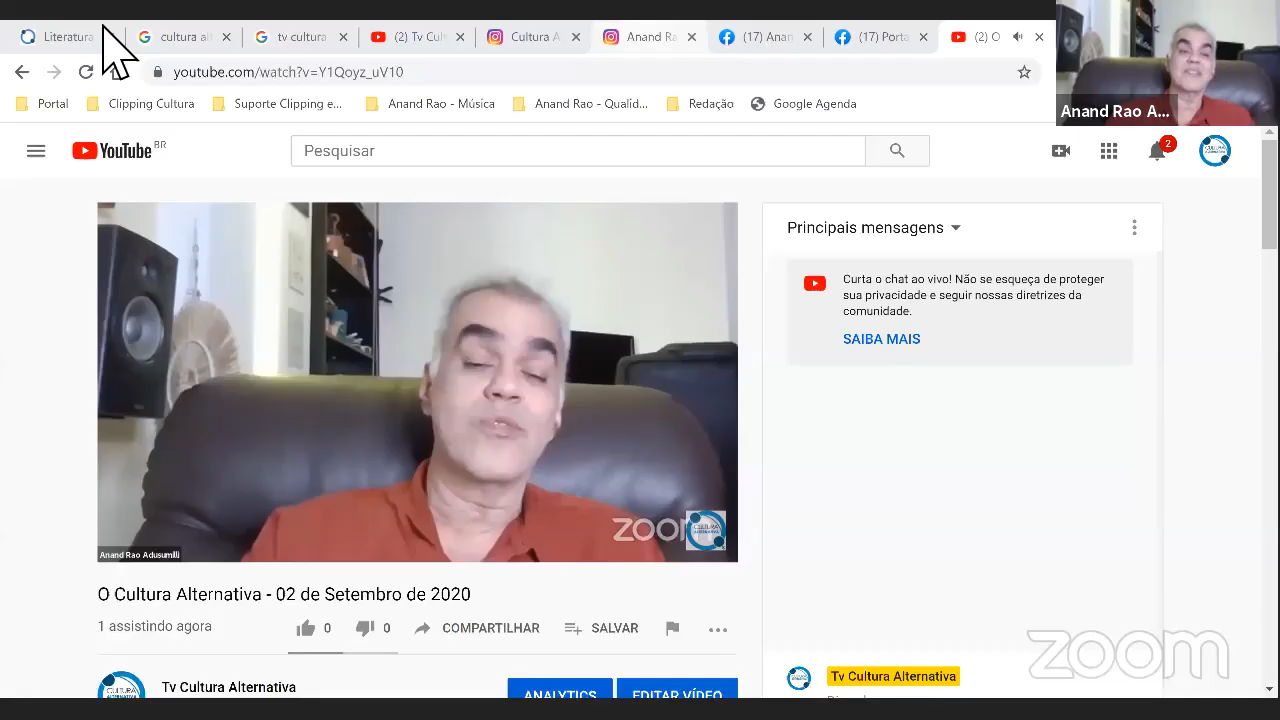 Literatura
cultura al
tv cultura
(2) Tv Cul
Cultura A
Anand Ra
(17) Anan
(17) Porta
(2) O
youtube.com/watch?v=Y1Qoyz_uV10
Portal
Clipping Cultura
Suporte Clipping e...
Anand Rao - Música
Anand Rao - Qualid...
Redação
Google Agenda
Anand Rao A...
YouTube BR
Pesquisar
2
Principais mensagens
Curta o chat ao vivo! Não se esqueça de proteger
sua privacidade e seguir nossas diretrizes da
comunidade.
SAIBA MAIS
zoom
CULTURA
ALTERNATIVA
Anand Rao Adusumilli
O Cultura Alternativa - 02 de Setembro de 2020
1 assistindo agora
0
0
COMPARTILHAR
SALVAR
zoom
Tv Cultura Alternativa
Tv Cultura Alternativa
ANALYTICS
EDITAR VÍDEO